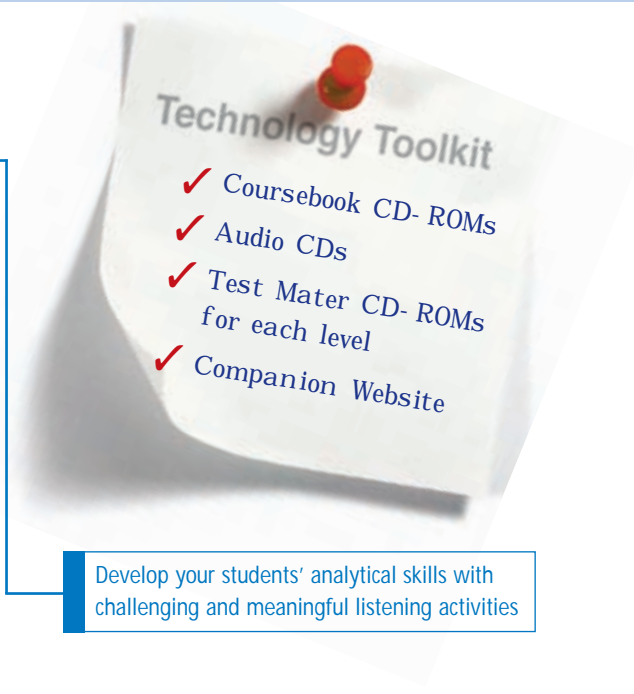 Technology Toolkit
✓ Coursebook CD-ROMs
✓ Audio CDs
✓ Test Mater CD-ROMs
for each level
✓ Companion Website
Develop your students' analytical skills with
challenging and meaningful listening activities